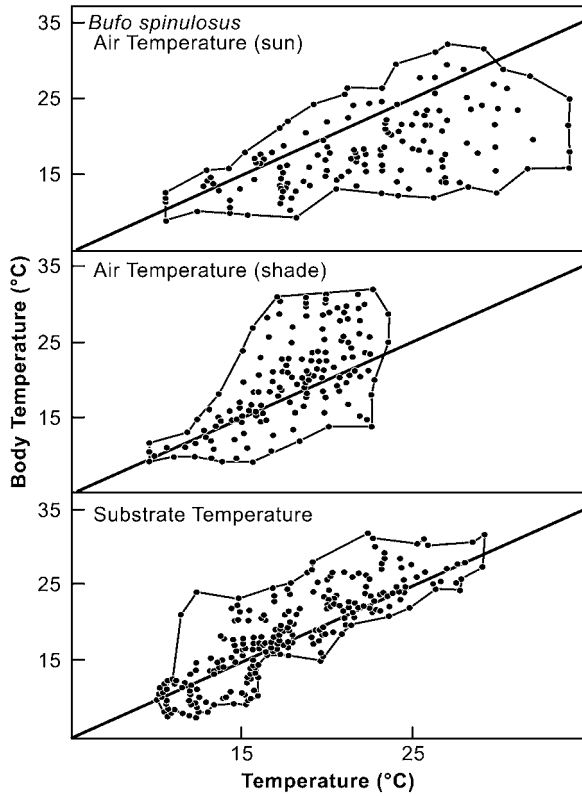 Bufo spinulosus
Air Temperature (sun)
35
25
15
Air Temperature (shade)
35
25
15
Body Temperature (°C)
Substrate Temperature
35
25
15
15
25
Temperature (°C)